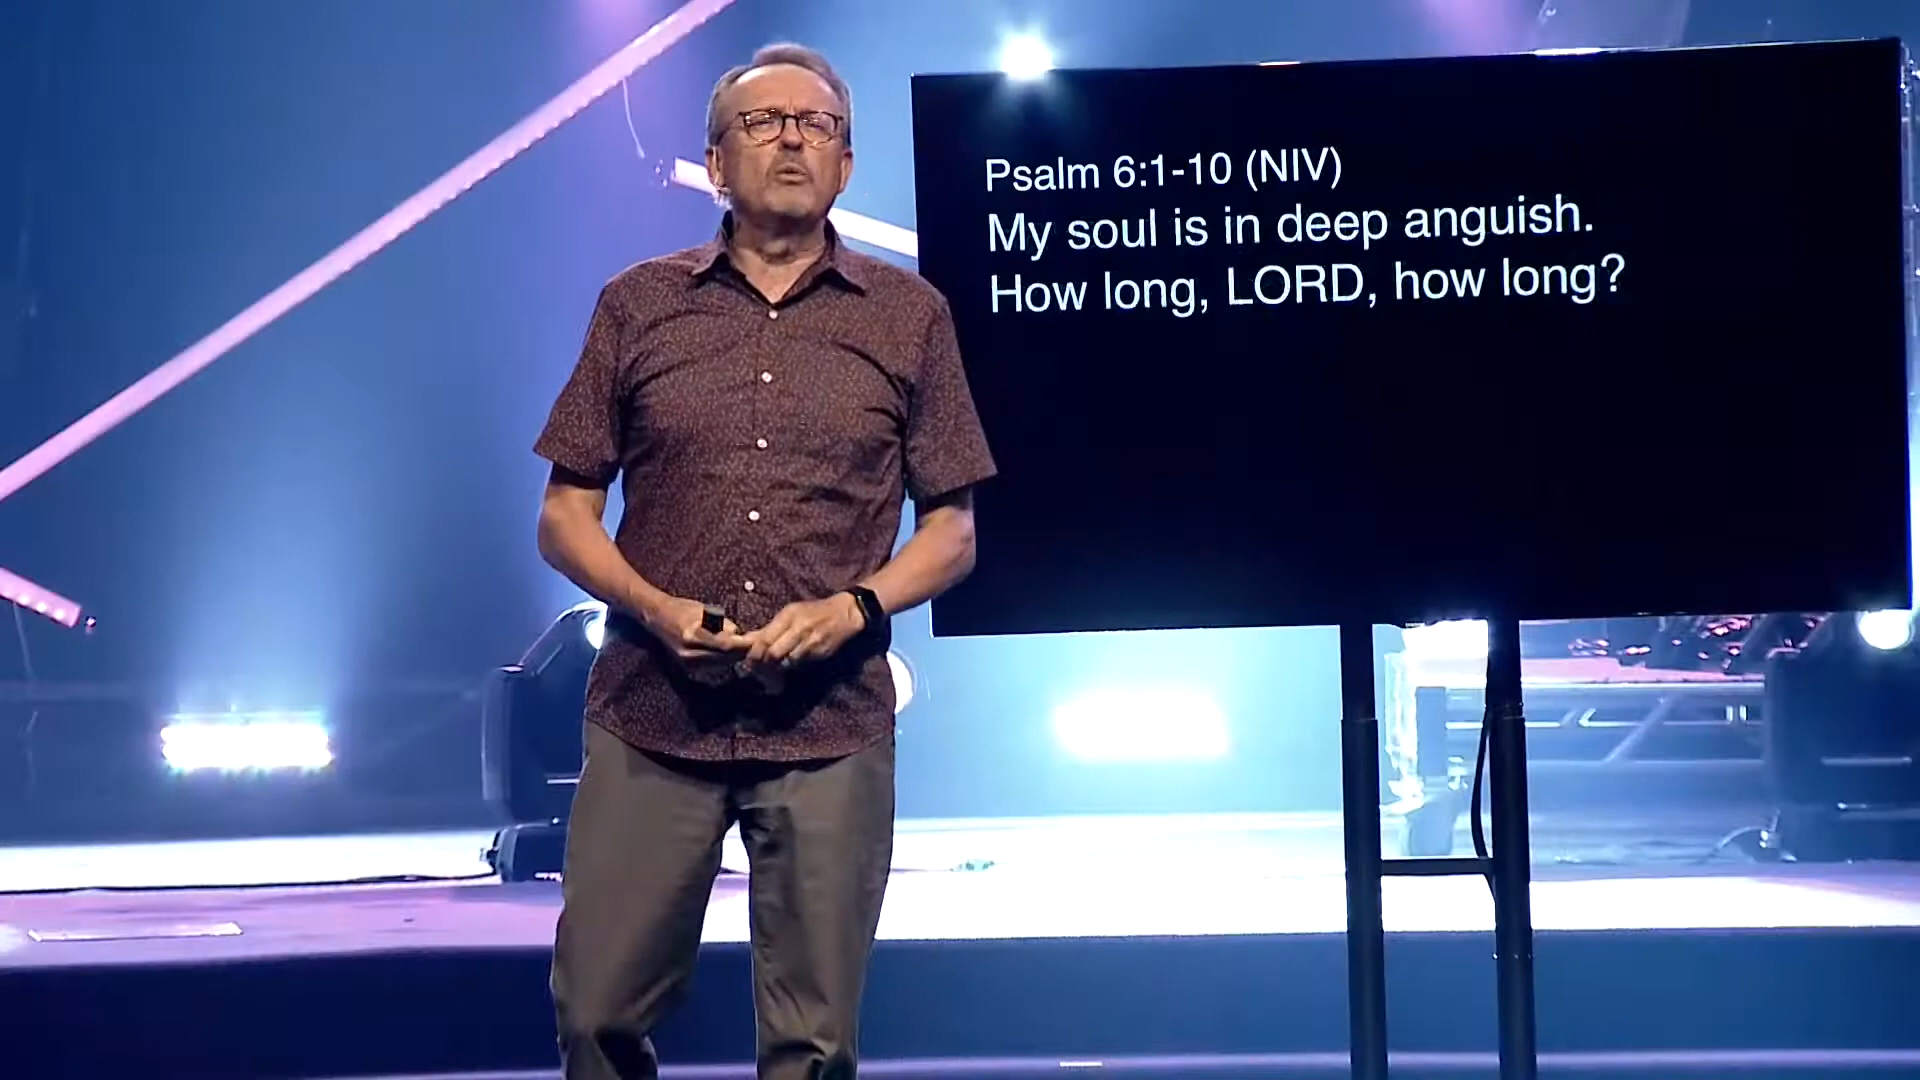 Psalm 6:1-10 (NIV)
My soul is in deep anguish.
How long, LORD, how long?